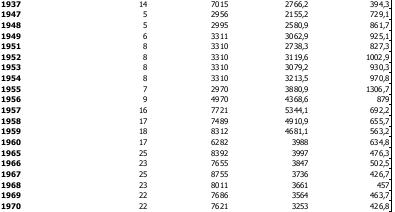 1937 14 7015 2766,2 394,3
1947 5 2956 2155,2 729,1
1948 5 2995 2580,9 861,7
1949 6 3311 3062,9 925,1
1951 8 3310 2738,3 827,3
1952 8 3310 3119,6 1002,9
1953 8 3310 3079,2 930,3
1954 8 3310 3213,5 970,8
1955 7 2970 3880,9 1306,7
1956 9 4970 4368,6 879
1957 16 7721 5344,1 692,2
1958 17 7489 4910,9 655,7
1959 18 8312 4681,1 563,2
1960 17 6282 3988 634,8
1965 25 8392 3997 476,3
1966 23 7655 3847 502,5
1967 25 8755 3736 426,7
1968 23 8011 3661 457
1969 22 7686 3564 463,7
1970 22 7621 3253 426,8